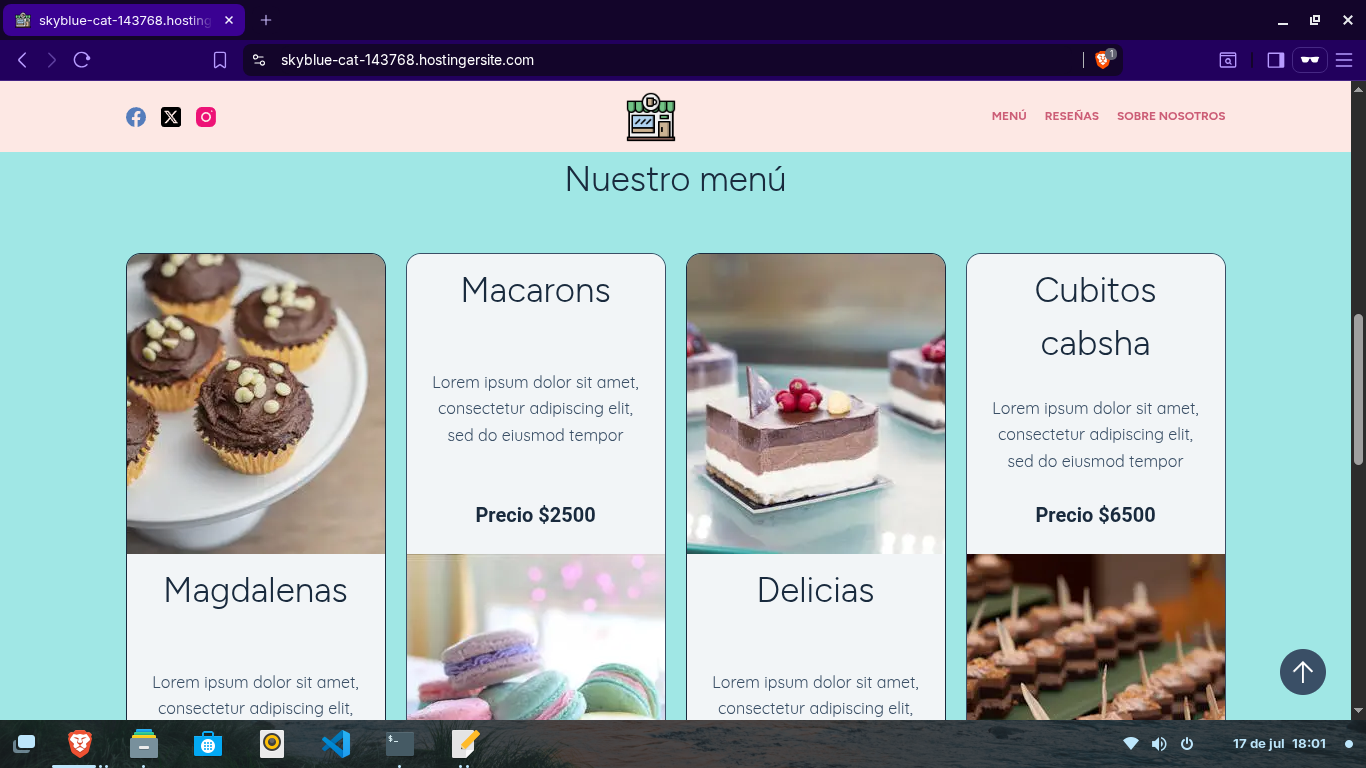 skyblue-cat-143768.hosting
skyblue-cat-143768.hostingersite.com
1
MENÚ RESEÑAS SOBRE NOSOTROS
Nuestro menú
Macarons
Lorem ipsum dolor sit amet,
consectetur adipiscing elit,
sed do eiusmod tempor
Precio $2500
Cubitos
cabsha
Lorem ipsum dolor sit amet,
consectetur adipiscing elit,
sed do eiusmod tempor
Precio $6500
Magdalenas
Lorem ipsum dolor sit amet,
consectetur adipiscing elit,
Delicias
Lorem ipsum dolor sit amet,
consectetur adipiscing elit,
$_
17 de jul 18:01